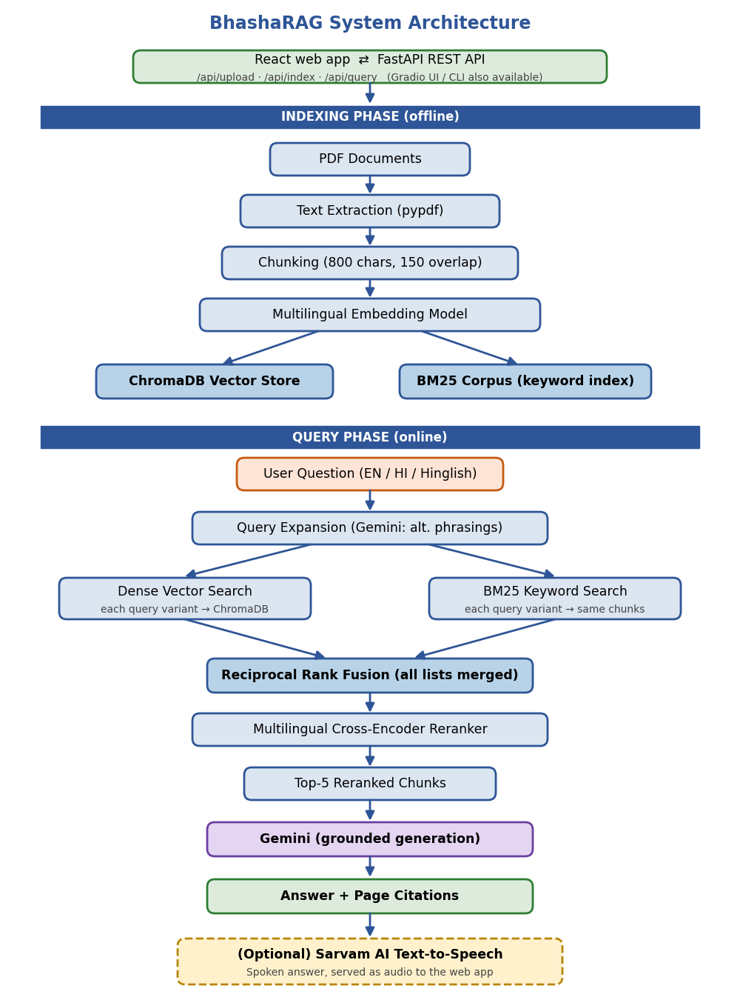 BhashaRAG System Architecture
React web app ⇄ FastAPI REST API
/api/upload · /api/index · /api/query (Gradio UI / CLI also available)
INDEXING PHASE (offline)
PDF Documents
Text Extraction (pypdf)
Chunking (800 chars, 150 overlap)
Multilingual Embedding Model
ChromaDB Vector Store
BM25 Corpus (keyword index)
QUERY PHASE (online)
User Question (EN / HI / Hinglish)
Query Expansion (Gemini: alt. phrasings)
Dense Vector Search
each query variant → ChromaDB
BM25 Keyword Search
each query variant → same chunks
Reciprocal Rank Fusion (all lists merged)
Multilingual Cross-Encoder Reranker
Top-5 Reranked Chunks
Gemini (grounded generation)
Answer + Page Citations
(Optional) Sarvam AI Text-to-Speech
Spoken answer, served as audio to the web app